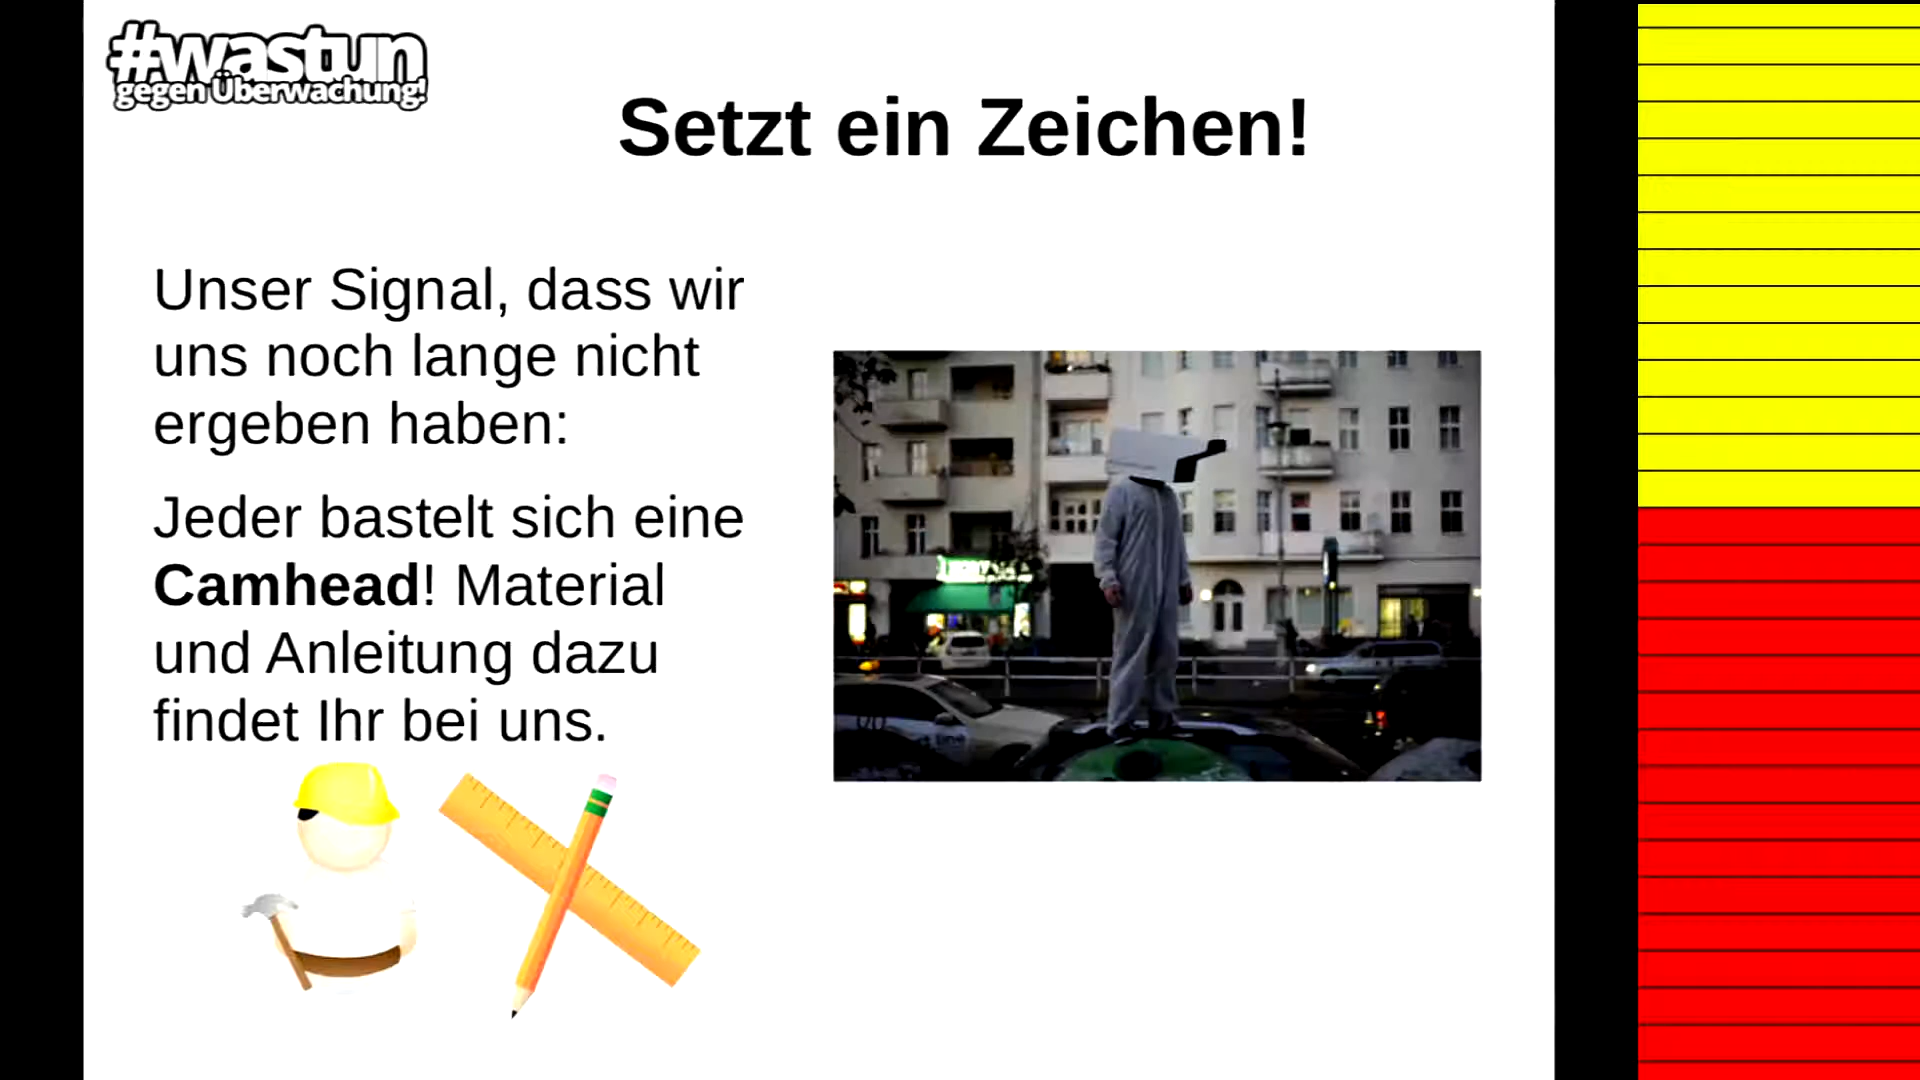 #wastun
gegen Überwachung!
Setzt ein Zeichen!
Unser Signal, dass wir
uns noch lange nicht
ergeben haben:
Jeder bastelt sich eine
Camhead! Material
und Anleitung dazu
findet Ihr bei uns.